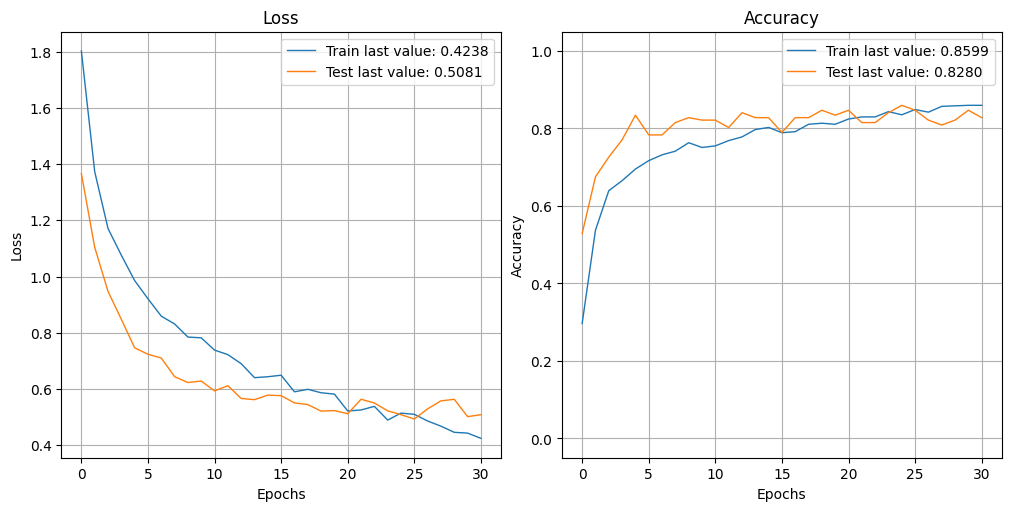 Loss
Train last value: 0.4238
Test last value: 0.5081
1.8
1.6
1.4
1.2
1.0
0.8
0.6
0.4
Loss
0
5
10
15
20
25
30
Epochs
Accuracy
Train last value: 0.8599
Test last value: 0.8280
1.0
0.8
0.6
0.4
0.2
0.0
Accuracy
0
5
10
15
20
25
30
Epochs